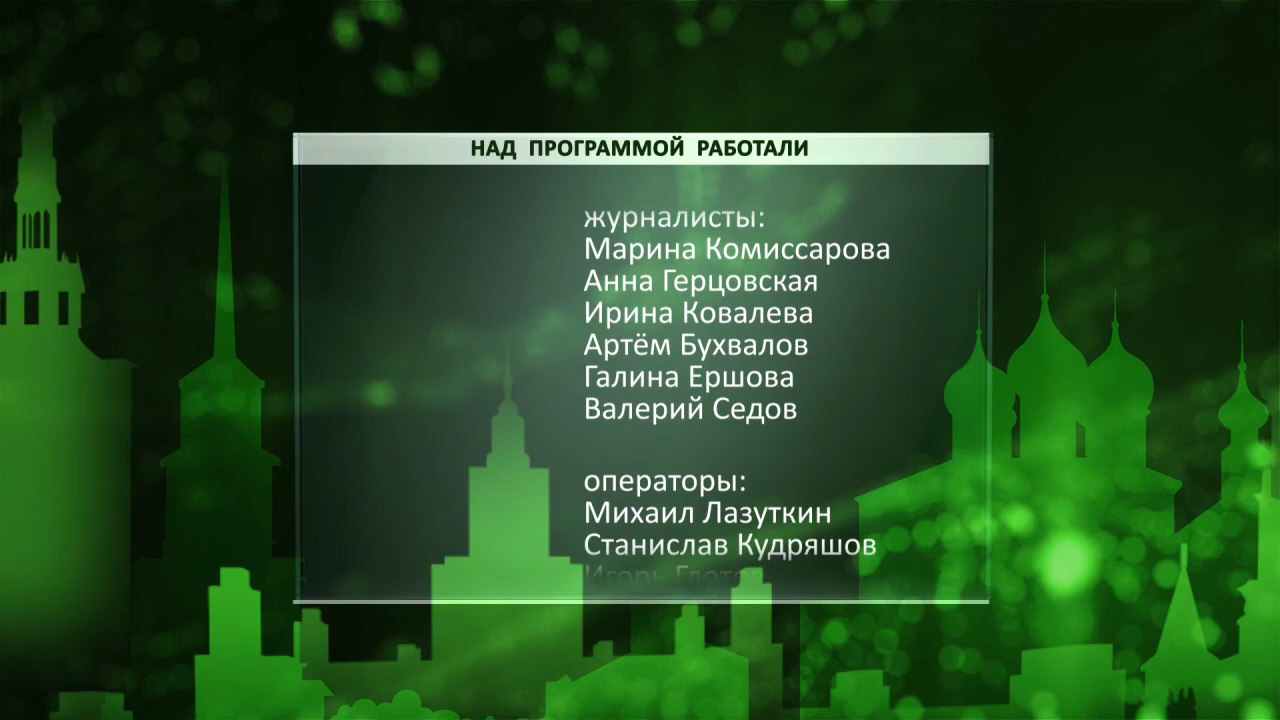 НАД ПРОГРАММОЙ РАБОТАЛИ
журналисты:
Марина Комиссарова
Анна Герцовская
Ирина Ковалева
Артём Бухвалов
Галина Ершова
Валерий Седов
операторы:
Михаил Лазуткин
Станислав Кудряшов
Игорь